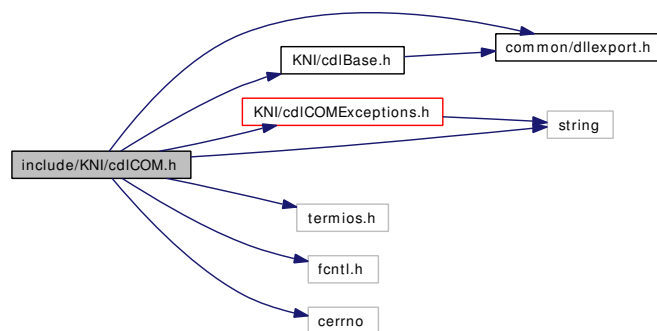 common/dllexport.h
KNI/cdlBase.h
KNI/cdlCOMExceptions.h
string
include/KNI/cdlCOM.h
termios.h
fcntl.h
cerrno